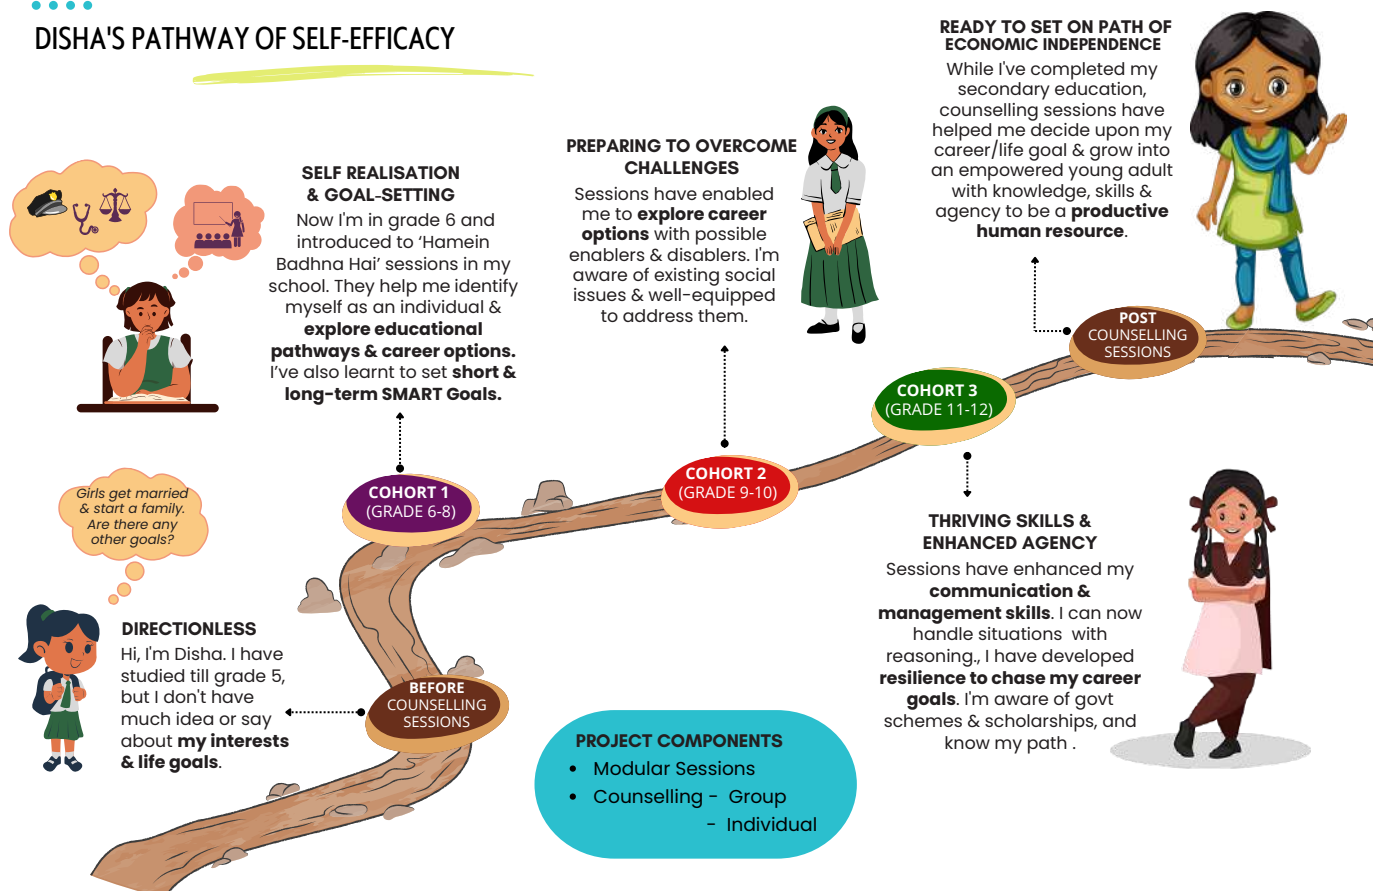 DISHA'S PATHWAY OF SELF-EFFICACY
READY TO SET ON PATH OF
ECONOMIC INDEPENDENCE
While I've completed my
secondary education,
counselling sessions have
helped me decide upon my
career/life goal & grow into
an empowered young adult
with knowledge, skills &
agency to be a productive
human resource.
PREPARING TO OVERCOME
CHALLENGES
Sessions have enabled
me to explore career
options with possible
enablers & disablers. I'm
aware of existing social
issues & well-equipped
to address them.
SELF REALISATION
& GOAL-SETTING
Now I'm in grade 6 and
introduced to ‘Hamein
Badhna Hai’ sessions in my
school. They help me identify
myself as an individual &
explore educational
pathways & career options.
I’ve also learnt to set short &
long-term SMART Goals.
POST
COUNSELLING
SESSIONS
COHORT 3
(GRADE 11-12)
COHORT 2
(GRADE 9-10)
COHORT 1
(GRADE 6-8)
Girls get married
& start a family.
Are there any
other goals?
THRIVING SKILLS &
ENHANCED AGENCY
Sessions have enhanced my
communication &
management skills. I can now
handle situations  with
reasoning., I have developed
resilience to chase my career
goals. I'm aware of govt
schemes & scholarships, and
know my path .
DIRECTIONLESS
Hi, I'm Disha. I have
studied till grade 5,
but I don't have
much idea or say
about my interests
& life goals.
BEFORE
COUNSELLING
SESSIONS
PROJECT COMPONENTS
• Modular Sessions
• Counselling - Group
- Individual